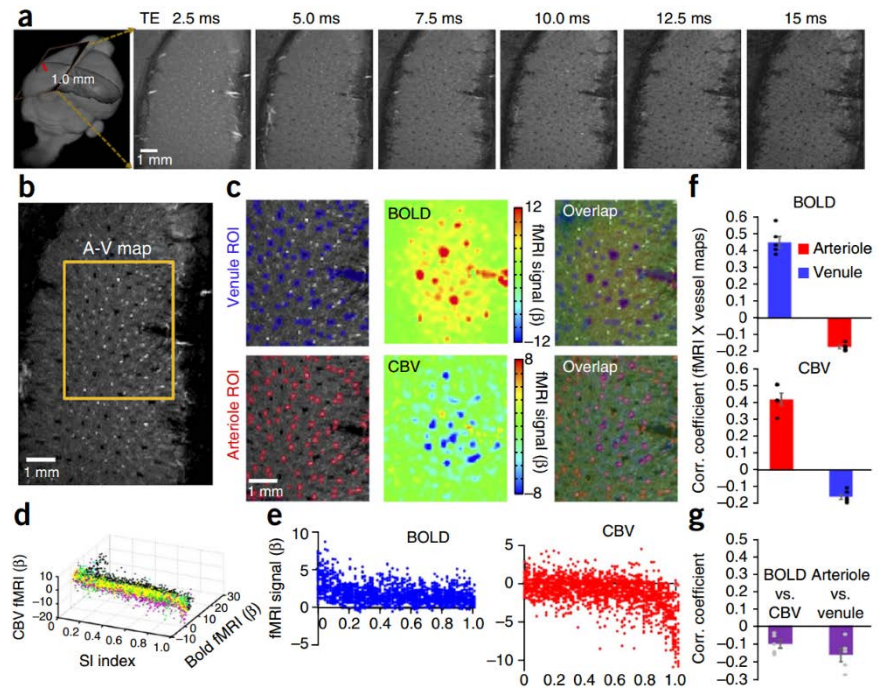 a
TE 2.5 ms 5.0 ms 7.5 ms 10.0 ms 12.5 ms 15 ms
1.0 mm
1 mm
b
A-V map
1 mm
c
Venule ROI
BOLD
12
fMRI signal (β)
−12
Overlap
Arteriole ROI
1 mm
CBV
8
fMRI signal (β)
−8
Overlap
d
CBV fMRI (β)
10
0
−10
−20
0
0.2
0.4
0.6
0.8
1.0
SI index
−10
0
10
20
30
Bold fMRI (β)
e
BOLD
fMRI signal (β)
10
5
0
−5
0 0.2 0.4 0.6 0.8 1.0
CBV
5
0
−5
−10
0 0.2 0.4 0.6 0.8 1.0
f
BOLD
0.6
0.5
0.4
0.3
0.2
0.1
0
−0.1
−0.2
Arteriole
Venule
Corr. coefficient (fMRI X vessel maps)
CBV
0.6
0.5
0.4
0.3
0.2
0.1
0
−0.1
−0.2
g
Corr. coefficient
0.5
0.4
0.3
0.2
0.1
0
−0.1
−0.2
−0.3
BOLD
vs.
CBV
Arteriole
vs.
venule